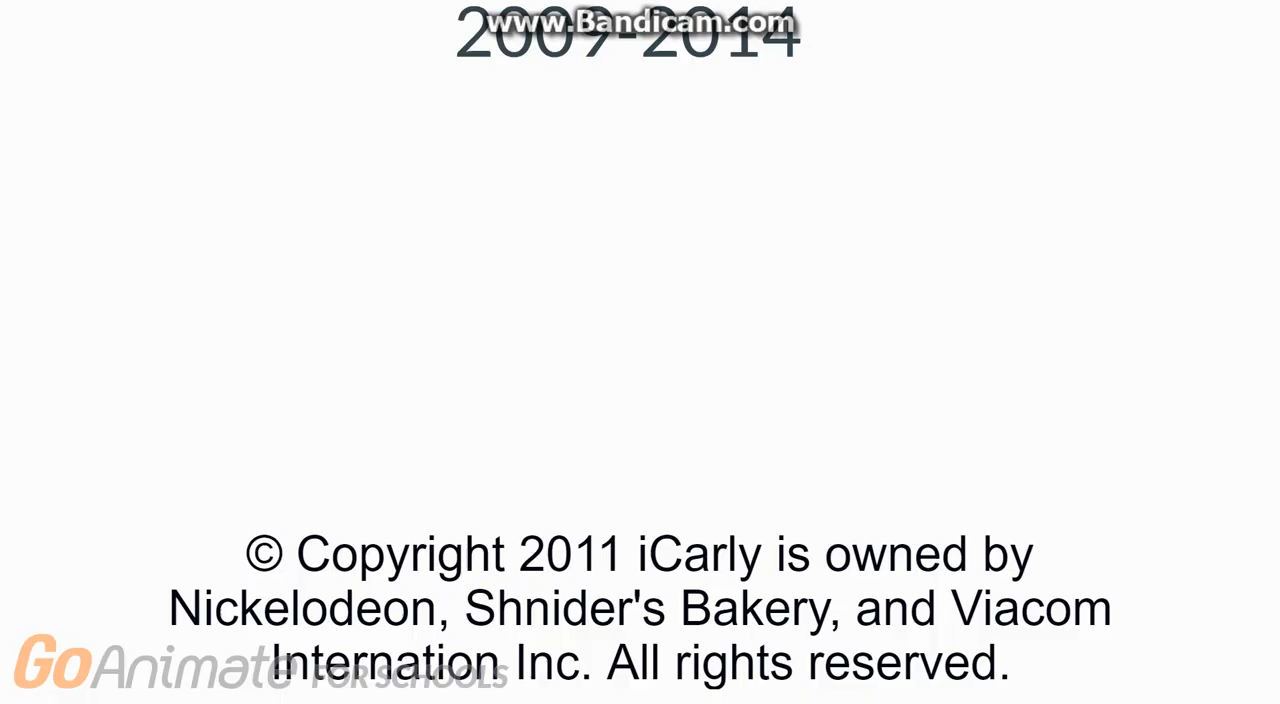 www.Bandicam.com
2009-2014
© Copyright 2011 iCarly is owned by
Nickelodeon, Shnider's Bakery, and Viacom
Internation Inc. All rights reserved.
GoAnimate FOR SCHOOLS